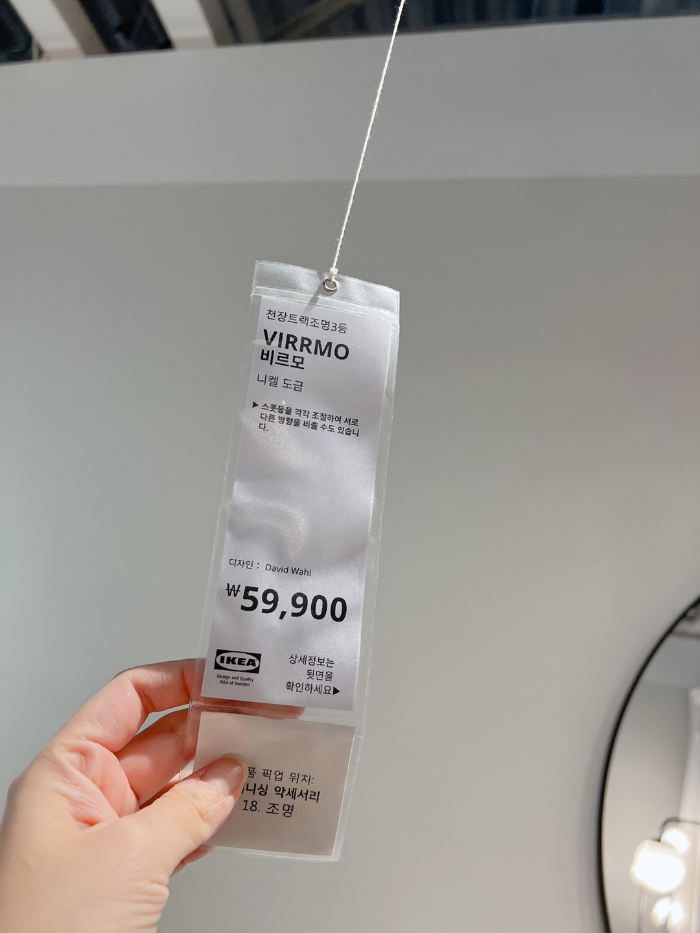 천장트랙조명3등
VIRRMO
비르모
니켈 도금
▶ 스폿등을 각각 조절하여 서로
다른 방향을 비출 수도 있습니
다.
디자인: David Wahl
₩59,900
IKEA
Design and Quality
IKEA of Sweden
상세정보는
뒷면을
확인하세요▶
픽업 위치:
악세서리
18. 조명